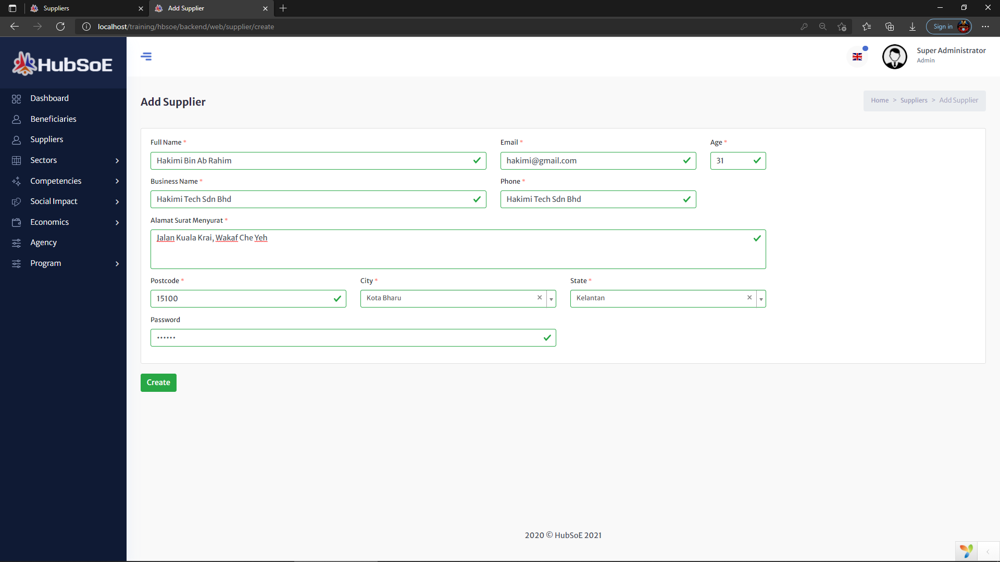 Suppliers
Add Supplier
localhost/training/hbsoe/backend/web/supplier/create
Sign in
HubSoE
Super Administrator
Admin
Dashboard
Beneficiaries
Suppliers
Sectors
Competencies
Social Impact
Economics
Agency
Program
Add Supplier
Home > Suppliers > Add Supplier
Full Name *
Email *
Age *
Hakimi Bin Ab Rahim
hakimi@gmail.com
31
Business Name *
Phone *
Hakimi Tech Sdn Bhd
Hakimi Tech Sdn Bhd
Alamat Surat Menyurat *
Jalan Kuala Krai, Wakaf Che Yeh
Postcode *
City *
State *
15100
Kota Bharu
Kelantan
Password
••••••
Create
2020 © HubSoE 2021